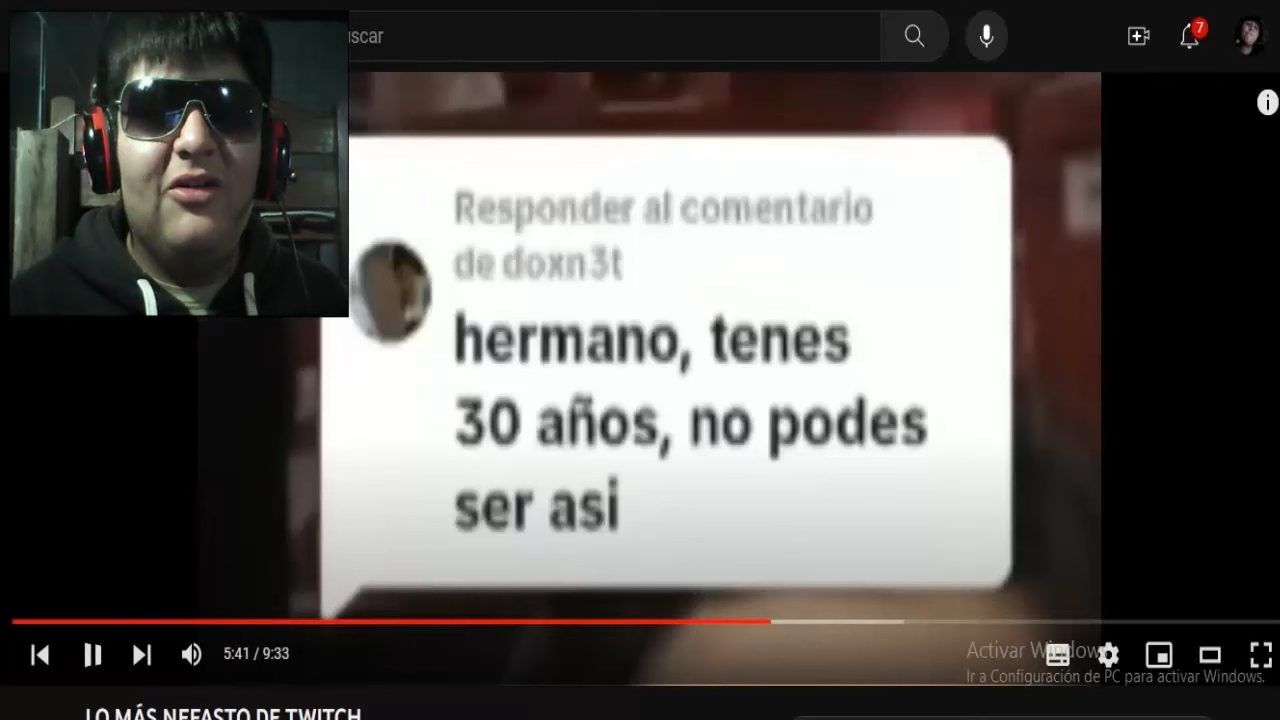 scar
7
Responder al comentario
de doxn3t
hermano, tenes
30 años, no podes
ser asi
5:41 / 9:33
Activar Windows
Ir a Configuración de PC para activar Windows.
LO MÁS NEFASTO DE TWITCH